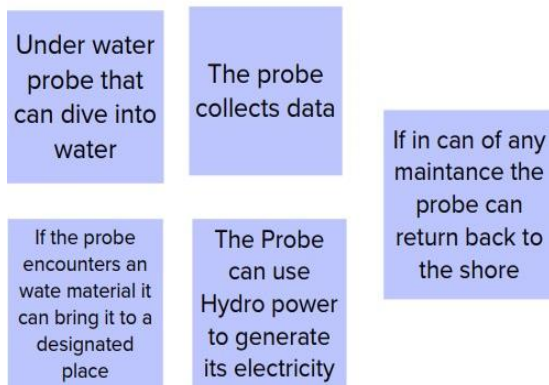 Under water
probe that
can dive into
water
The probe
collects data
If in can of any
maintance the
probe can
return back to
the shore
If the probe
encounters an
wate material it
can bring it to a
designated
place
The Probe
can use
Hydro power
to generate
its electricity